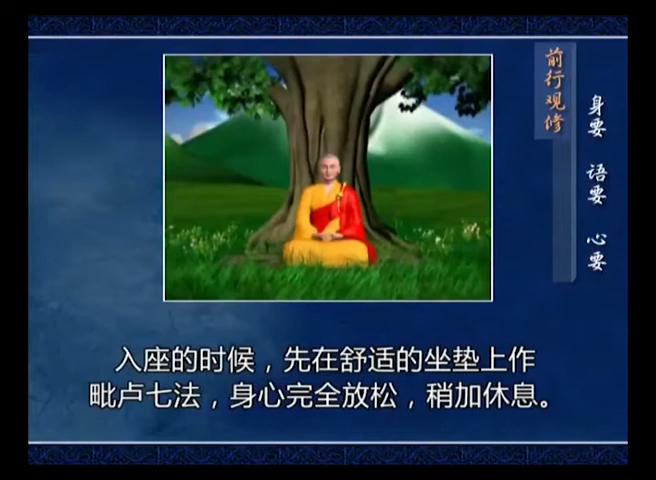 前行观修
身要 语要 心要
入座的时候，先在舒适的坐垫上作
毗卢七法，身心完全放松，稍加休息。